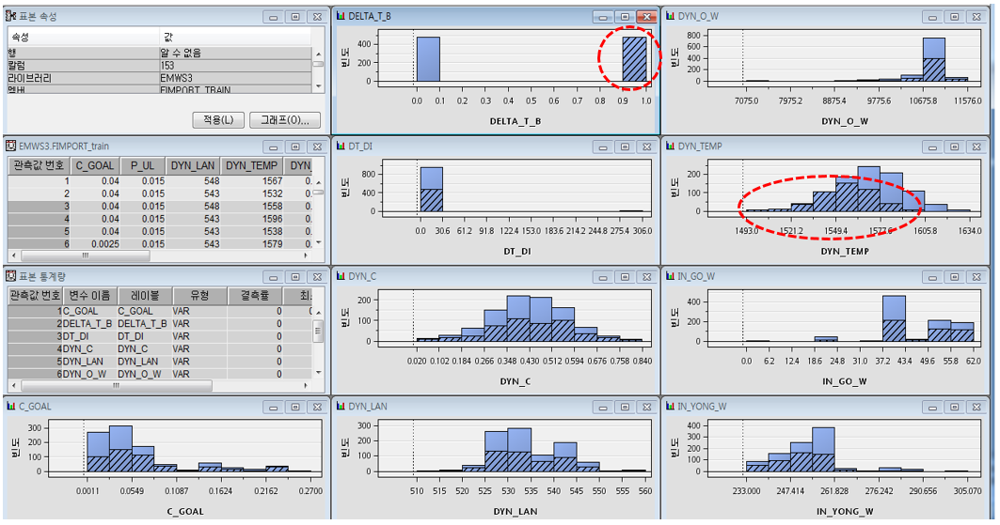 표본 속성
속성 값
행 알 수 없음
칼럼 153
라이브러리 EMWS3
멤버 FIMPORT_TRAIN
적용(L) 그래프(O)...
DELTA_T_B
빈도
400
200
0
0.0 0.1 0.2 0.3 0.4 0.5 0.6 0.7 0.8 0.9 1.0
DELTA_T_B
DYN_O_W
빈도
800
600
400
200
0
7075.0 7975.2 8875.4 9775.6 10675.8 11576.0
DYN_O_W
EMWS3.FIMPORT_train
관측값 번호 C_GOAL P_UL DYN_LAN DYN_TEMP DYN_
1 0.04 0.015 548 1567 0.
2 0.04 0.015 543 1532 0.
3 0.04 0.015 548 1558 0.
4 0.04 0.015 543 1596 0.
5 0.04 0.015 543 1538 0.
6 0.0025 0.015 543 1579 0.
DT_DI
빈도
800
400
0
0.0 30.6 61.2 91.8 122.4 153.0 183.6 214.2 244.8 275.4 306.0
DT_DI
DYN_TEMP
빈도
200
100
0
1493.0 1521.2 1549.4 1577.6 1605.8 1634.0
DYN_TEMP
표본 통계량
관측값 번호 변수 이름 레이블 유형 결측률 최.
1 C_GOAL C_GOAL VAR 0 0.
2 DELTA_T_B DELTA_T_B VAR 0
3 DT_DI DT_DI VAR 0
4 DYN_C DYN_C VAR 0
5 DYN_LAN DYN_LAN VAR 0
6 DYN_O_W DYN_O_W VAR 0
DYN_C
빈도
200
100
0
0.020 0.102 0.184 0.266 0.348 0.430 0.512 0.594 0.676 0.758 0.840
DYN_C
IN_GO_W
빈도
400
200
0
0.0 6.2 12.4 18.6 24.8 31.0 37.2 43.4 49.6 55.8 62.0
IN_GO_W
C_GOAL
빈도
300
200
100
0
0.0011 0.0549 0.1087 0.1624 0.2162 0.2700
C_GOAL
DYN_LAN
빈도
300
200
100
0
510 515 520 525 530 535 540 545 550 555 560
DYN_LAN
IN_YONG_W
빈도
400
300
200
100
0
233.000 247.414 261.828 276.242 290.656 305.070
IN_YONG_W